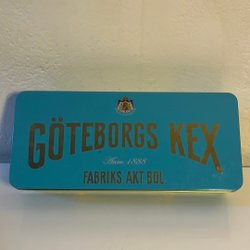 GÖTEBORGS KEX
Anno 1888
FABRIKS AKT BOL